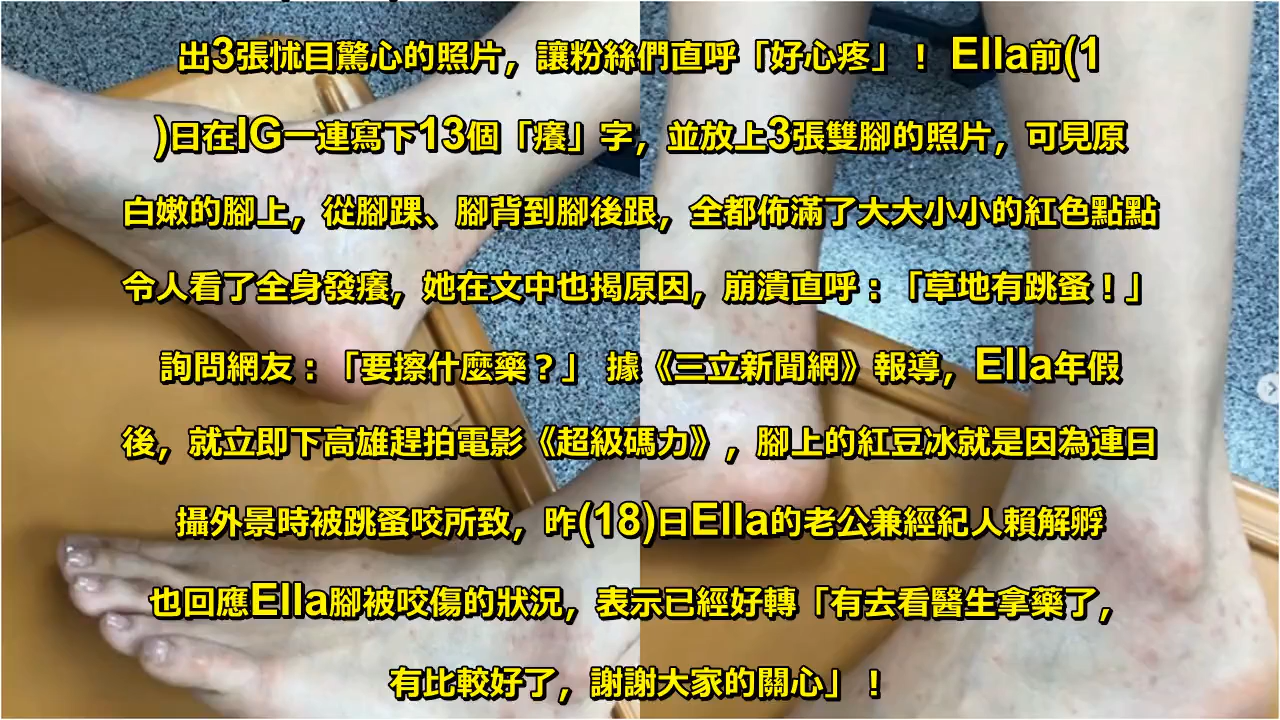 出3張怵目驚心的照片，讓粉絲們直呼「好心疼」！ Ella前(1
)日在IG一連寫下13個「癢」字，並放上3張雙腳的照片，可見原
白嫩的腳上，從腳踝、腳背到腳後跟，全都佈滿了大大小小的紅色點點
令人看了全身發癢，她在文中也揭原因，崩潰直呼：「草地有跳蚤！」
詢問網友：「要擦什麼藥？」 據《三立新聞網》報導，Ella年假
後，就立即下高雄趕拍電影《超級碼力》，腳上的紅豆冰就是因為連日
攝外景時被跳蚤咬所致，昨(18)日Ella的老公兼經紀人賴解孵
也回應Ella腳被咬傷的狀況，表示已經好轉「有去看醫生拿藥了，
有比較好了，謝謝大家的關心」！